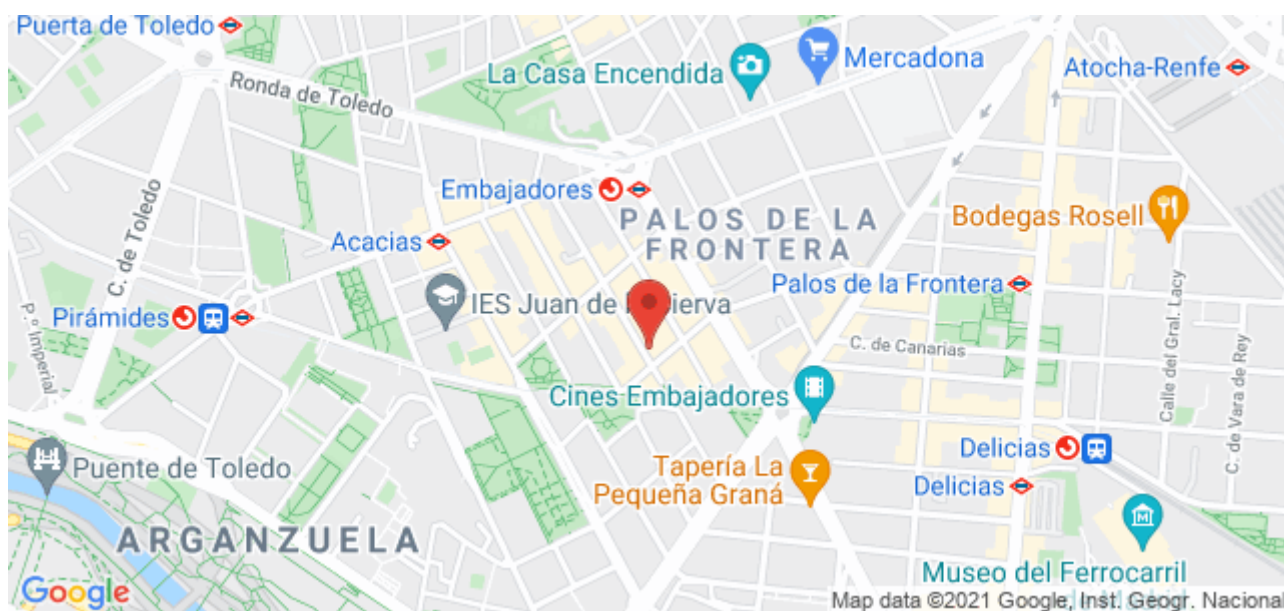 Puerta de Toledo
Ronda de Toledo
La Casa Encendida
Mercadona
Atocha-Renfe
C. de Toledo
Embajadores
PALOS DE LA
FRONTERA
Bodegas Rosell
Acacias
IES Juan de
ierva
Palos de la Frontera
Pirámides
P.º Imperial
C. de Canarias
Calle del Gral. Lacy
C. de Vara de Rey
Cines Embajadores
Puente de Toledo
Tapería La
Pequeña Graná
Delicias
Delicias
ARGANZUELA
Museo del Ferrocarril
Google
Map data ©2021 Google, Inst. Geogr. Naciona